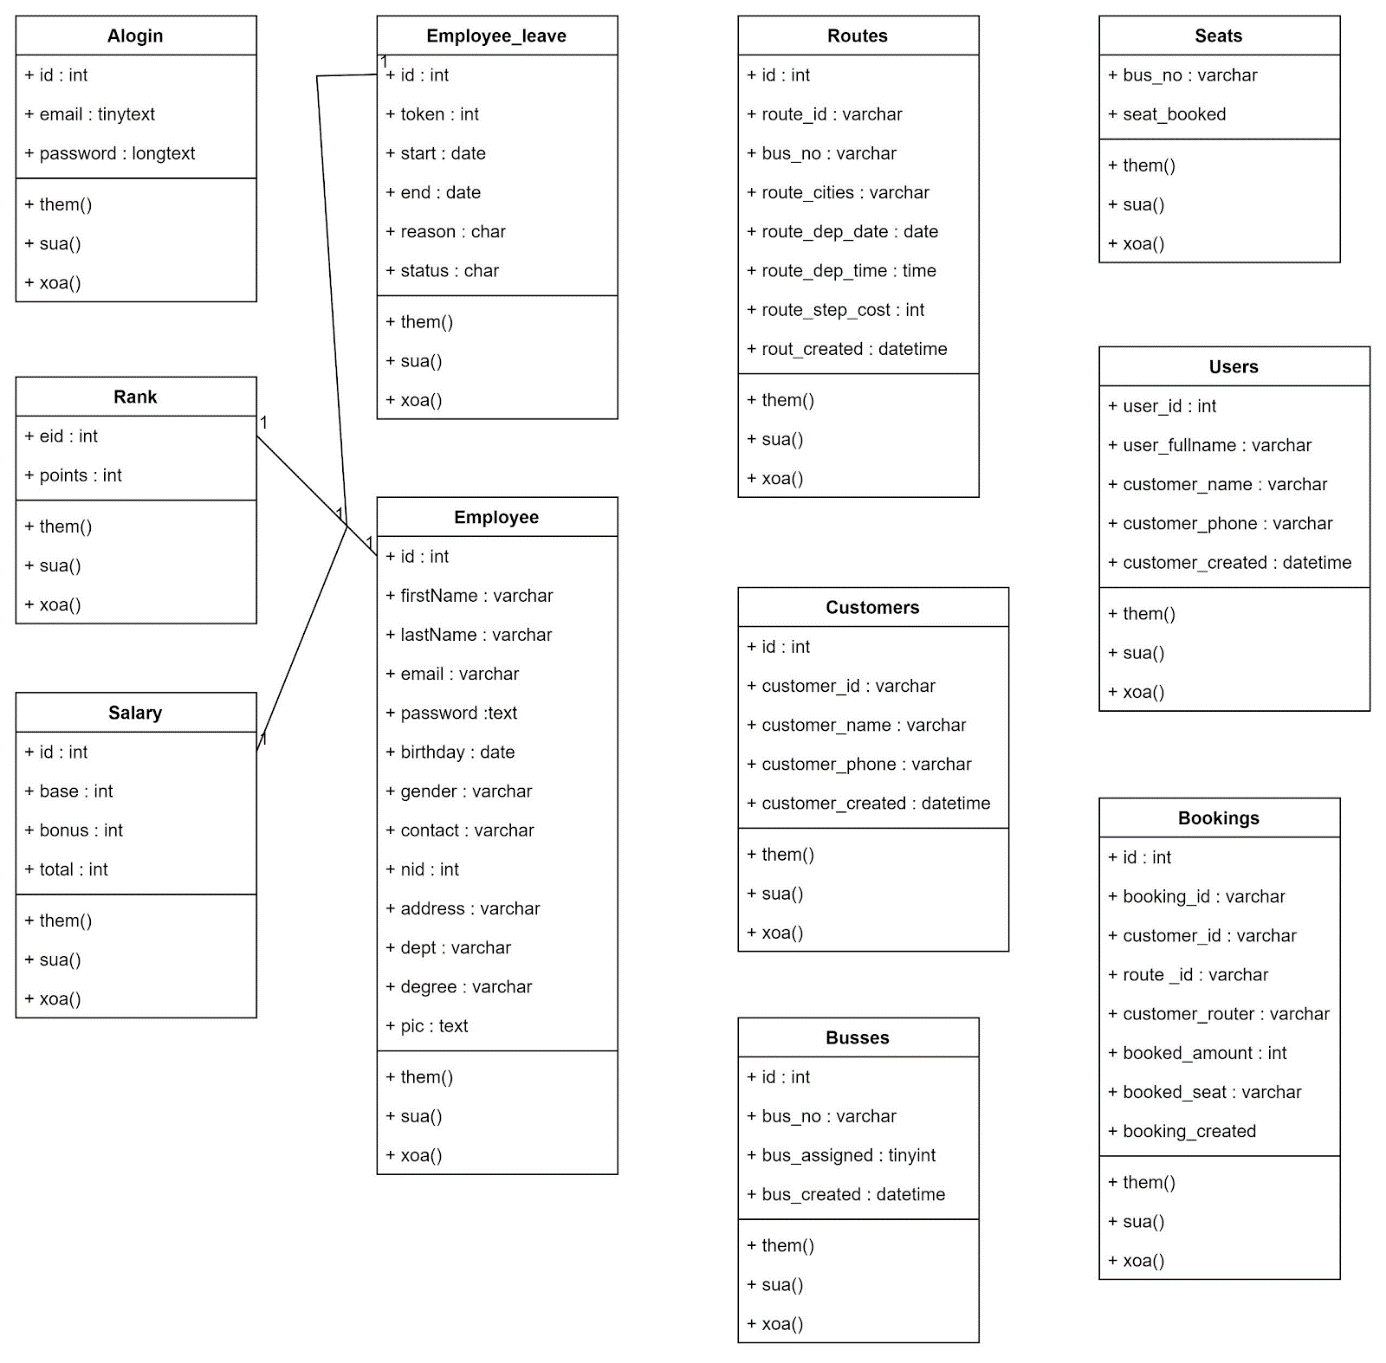 Alogin
+ id : int
+ email : tinytext
+ password : longtext
+ them()
+ sua()
+ xoa()
Rank
1
+ eid : int
+ points : int
+ them()
+ sua()
+ xoa()
Salary
1
+ id : int
+ base : int
+ bonus : int
+ total : int
+ them()
+ sua()
+ xoa()
Employee_leave
1
+ id : int
+ token : int
+ start : date
+ end : date
+ reason : char
+ status : char
+ them()
+ sua()
+ xoa()
1
1
Employee
+ id : int
+ firstName : varchar
+ lastName : varchar
+ email : varchar
+ password :text
+ birthday : date
+ gender : varchar
+ contact : varchar
+ nid : int
+ address : varchar
+ dept : varchar
+ degree : varchar
+ pic : text
+ them()
+ sua()
+ xoa()
Routes
+ id : int
+ route_id : varchar
+ bus_no : varchar
+ route_cities : varchar
+ route_dep_date : date
+ route_dep_time : time
+ route_step_cost : int
+ rout_created : datetime
+ them()
+ sua()
+ xoa()
Customers
+ id : int
+ customer_id : varchar
+ customer_name : varchar
+ customer_phone : varchar
+ customer_created : datetime
+ them()
+ sua()
+ xoa()
Busses
+ id : int
+ bus_no : varchar
+ bus_assigned : tinyint
+ bus_created : datetime
+ them()
+ sua()
+ xoa()
Seats
+ bus_no : varchar
+ seat_booked
+ them()
+ sua()
+ xoa()
Users
+ user_id : int
+ user_fullname : varchar
+ customer_name : varchar
+ customer_phone : varchar
+ customer_created : datetime
+ them()
+ sua()
+ xoa()
Bookings
+ id : int
+ booking_id : varchar
+ customer_id : varchar
+ route _id : varchar
+ customer_router : varchar
+ booked_amount : int
+ booked_seat : varchar
+ booking_created
+ them()
+ sua()
+ xoa()